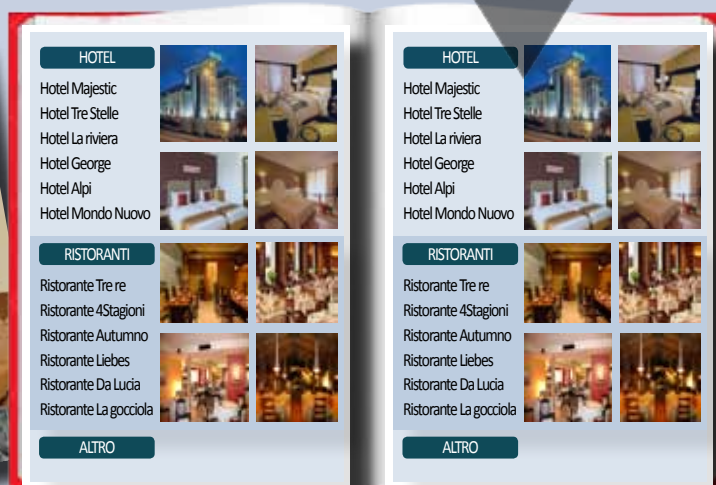 HOTEL
Hotel Majestic
Hotel Tre Stelle
Hotel La riviera
Hotel George
Hotel Alpi
Hotel Mondo Nuovo
RISTORANTI
Ristorante Tre re
Ristorante 4Stagioni
Ristorante Autumno
Ristorante Liebes
Ristorante Da Lucia
Ristorante La gocciola
ALTRO
HOTEL
Hotel Majestic
Hotel Tre Stelle
Hotel La riviera
Hotel George
Hotel Alpi
Hotel Mondo Nuovo
RISTORANTI
Ristorante Tre re
Ristorante 4Stagioni
Ristorante Autumno
Ristorante Liebes
Ristorante Da Lucia
Ristorante La gocciola
ALTRO